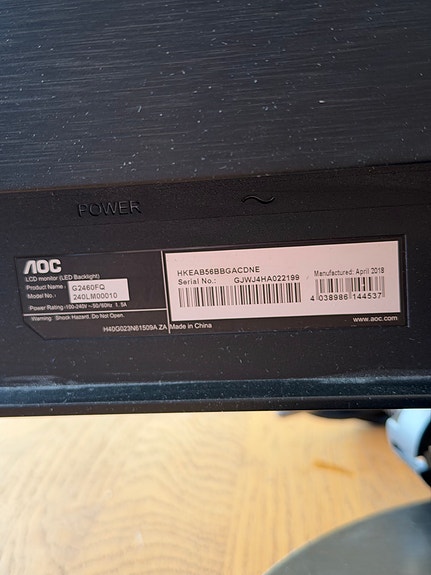 POWER
AOC
LCD monitor (LED Backlight)
Product Name : G2460FQ
Model No.: 240LM00010
Power Rating:100-240V ~50/60Hz 1.5A
Warning: Shock Hazard, Do Not Open.
H40G023N61509A ZA Made in China
HKEAB56BBGACDNE
Serial No.: GJWJ4HA022199
Manufactured: April 2018
4 038986 144537
www.aoc.com